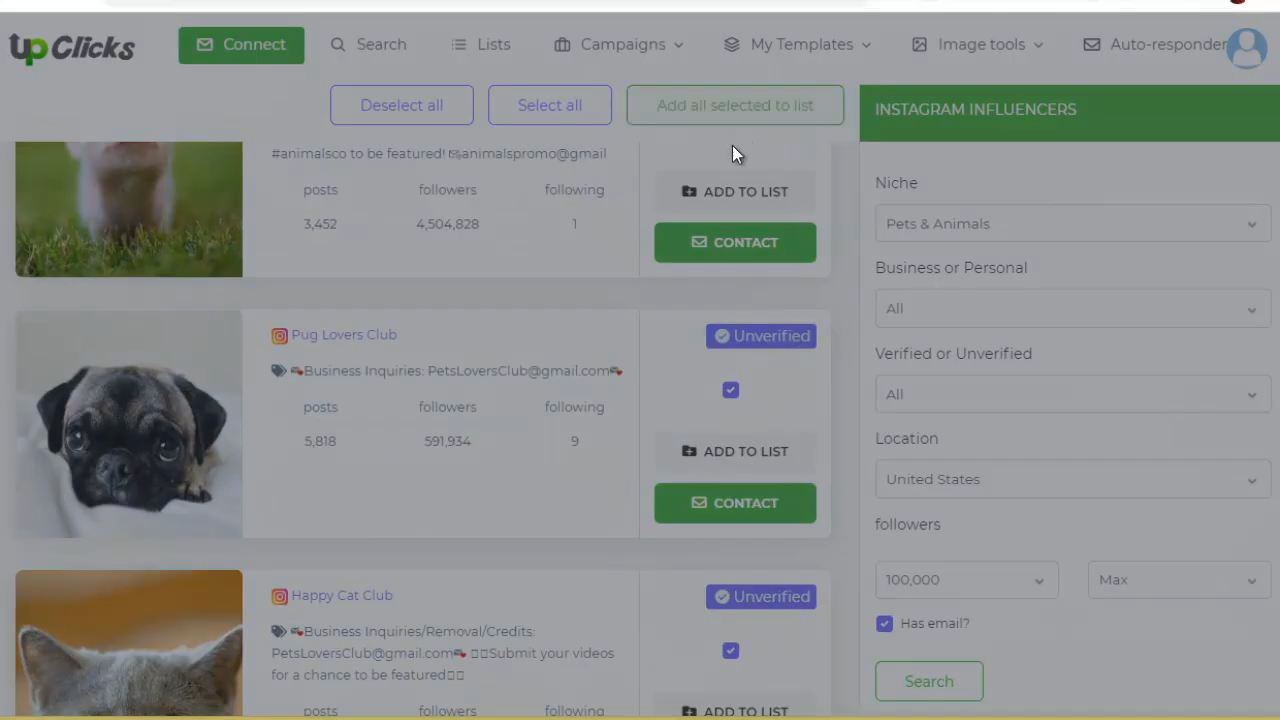 up Clicks
Connect
Search
Lists
Campaigns
My Templates
Image tools
Auto-responder
Deselect all
Select all
Add all selected to list
INSTAGRAM INFLUENCERS
#animalsco to be featured! animalspromo@gmail
posts followers following
3,452 4,504,828 1
ADD TO LIST
CONTACT
Pug Lovers Club
Unverified
Business Inquiries: PetsLoversClub@gmail.com
posts followers following
5,818 591,934 9
ADD TO LIST
CONTACT
Happy Cat Club
Unverified
Business Inquiries/Removal/Credits:
PetsLoversClub@gmail.com Submit your videos
for a chance to be featured
posts followers following
ADD TO LIST
Niche
Pets & Animals
Business or Personal
All
Verified or Unverified
All
Location
United States
followers
100,000 Max
Has email?
Search